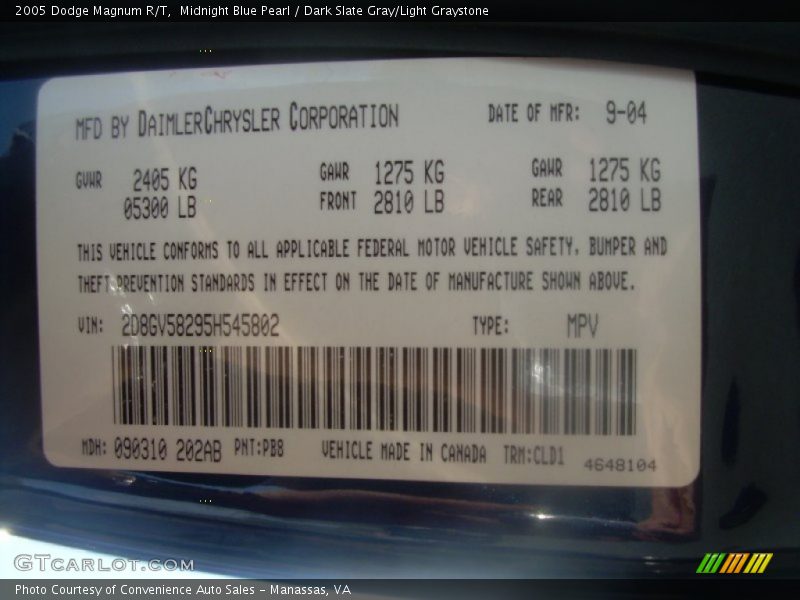 2005 Dodge Magnum R/T,  Midnight Blue Pearl / Dark Slate Gray/Light Graystone
MFD BY DAIMLERCHRYSLER CORPORATION DATE OF MFR: 9-04
GVWR 2405 KG GAWR 1275 KG GAWR 1275 KG
05300 LB FRONT 2810 LB REAR 2810 LB
THIS VEHICLE CONFORMS TO ALL APPLICABLE FEDERAL MOTOR VEHICLE SAFETY, BUMPER AND
THEFT PREVENTION STANDARDS IN EFFECT ON THE DATE OF MANUFACTURE SHOWN ABOVE.
VIN: 2D8GV58295H545802 TYPE: MPV
MDH: 090310 202AB PNT:PB8 VEHICLE MADE IN CANADA TRM:CLD1 4648104
GTCARLOT.COM
Photo Courtesy of Convenience Auto Sales - Manassas, VA